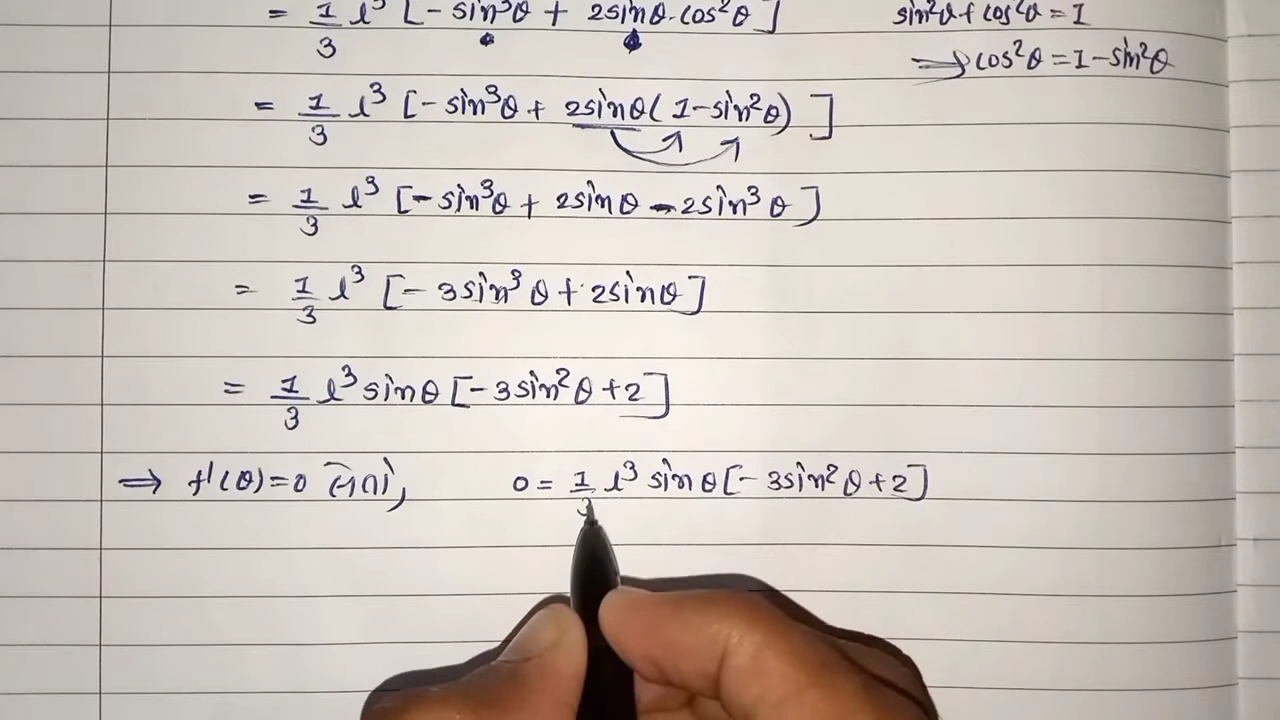 = 1/3 l³ [-sin³θ + 2sinθ·cos²θ]
sin²θ + cos²θ = 1
⟹ cos²θ = 1 - sin²θ
= 1/3 l³ [-sin³θ + 2sinθ(1-sin²θ)]
= 1/3 l³ [-sin³θ + 2sinθ - 2sin³θ]
= 1/3 l³ [-3sin³θ + 2sinθ]
= 1/3 l³ sinθ [-3sin²θ + 2]
⟹ f'(θ)=0 લેતાં, 0 = 1/3 l³ sinθ [-3sin²θ + 2]